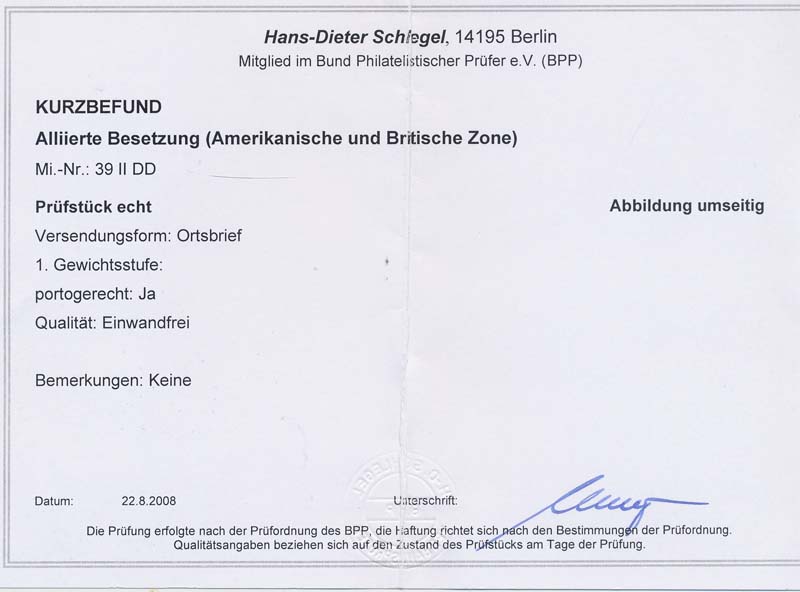 Hans-Dieter Schlegel, 14195 Berlin
Mitglied im Bund Philatelistischer Prüfer e.V. (BPP)
KURZBEFUND
Alliierte Besetzung (Amerikanische und Britische Zone)
Mi.-Nr.: 39 II DD
Prüfstück echt
Abbildung umseitig
Versendungsform: Ortsbrief
1. Gewichtsstufe:
portogerecht: Ja
Qualität: Einwandfrei
Bemerkungen: Keine
Datum: 22.8.2008 Unterschrift:
Die Prüfung erfolgte nach der Prüfordnung des BPP, die Haftung richtet sich nach den Bestimmungen der Prüfordnung.
Qualitätsangaben beziehen sich auf den Zustand des Prüfstücks am Tage der Prüfung.